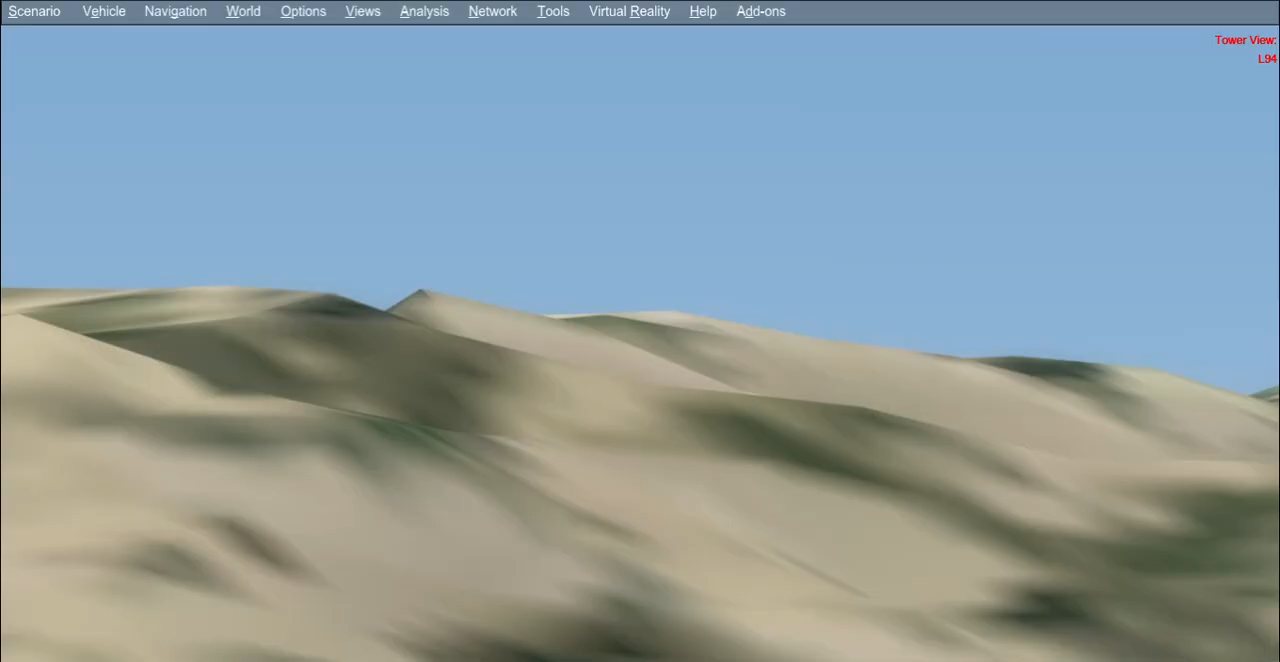 Scenario Vehicle Navigation World Options Views Analysis Network Tools Virtual Reality Help Add-ons
Tower View:
L94